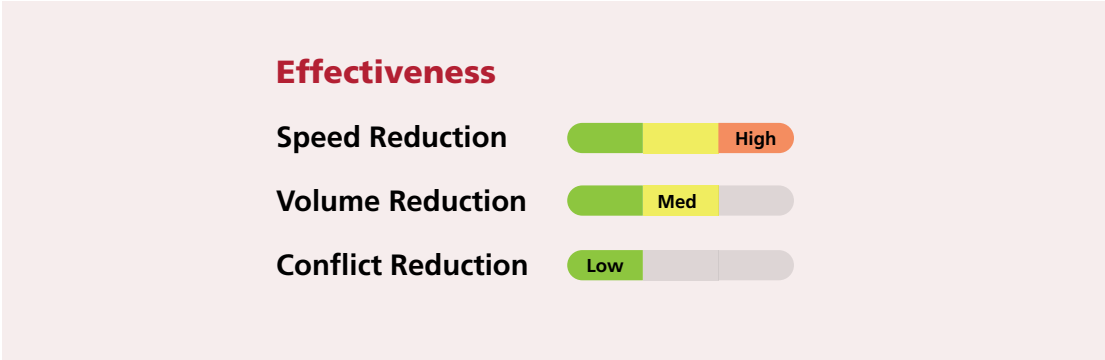 Effectiveness
Speed Reduction High
Volume Reduction Med
Conflict Reduction Low